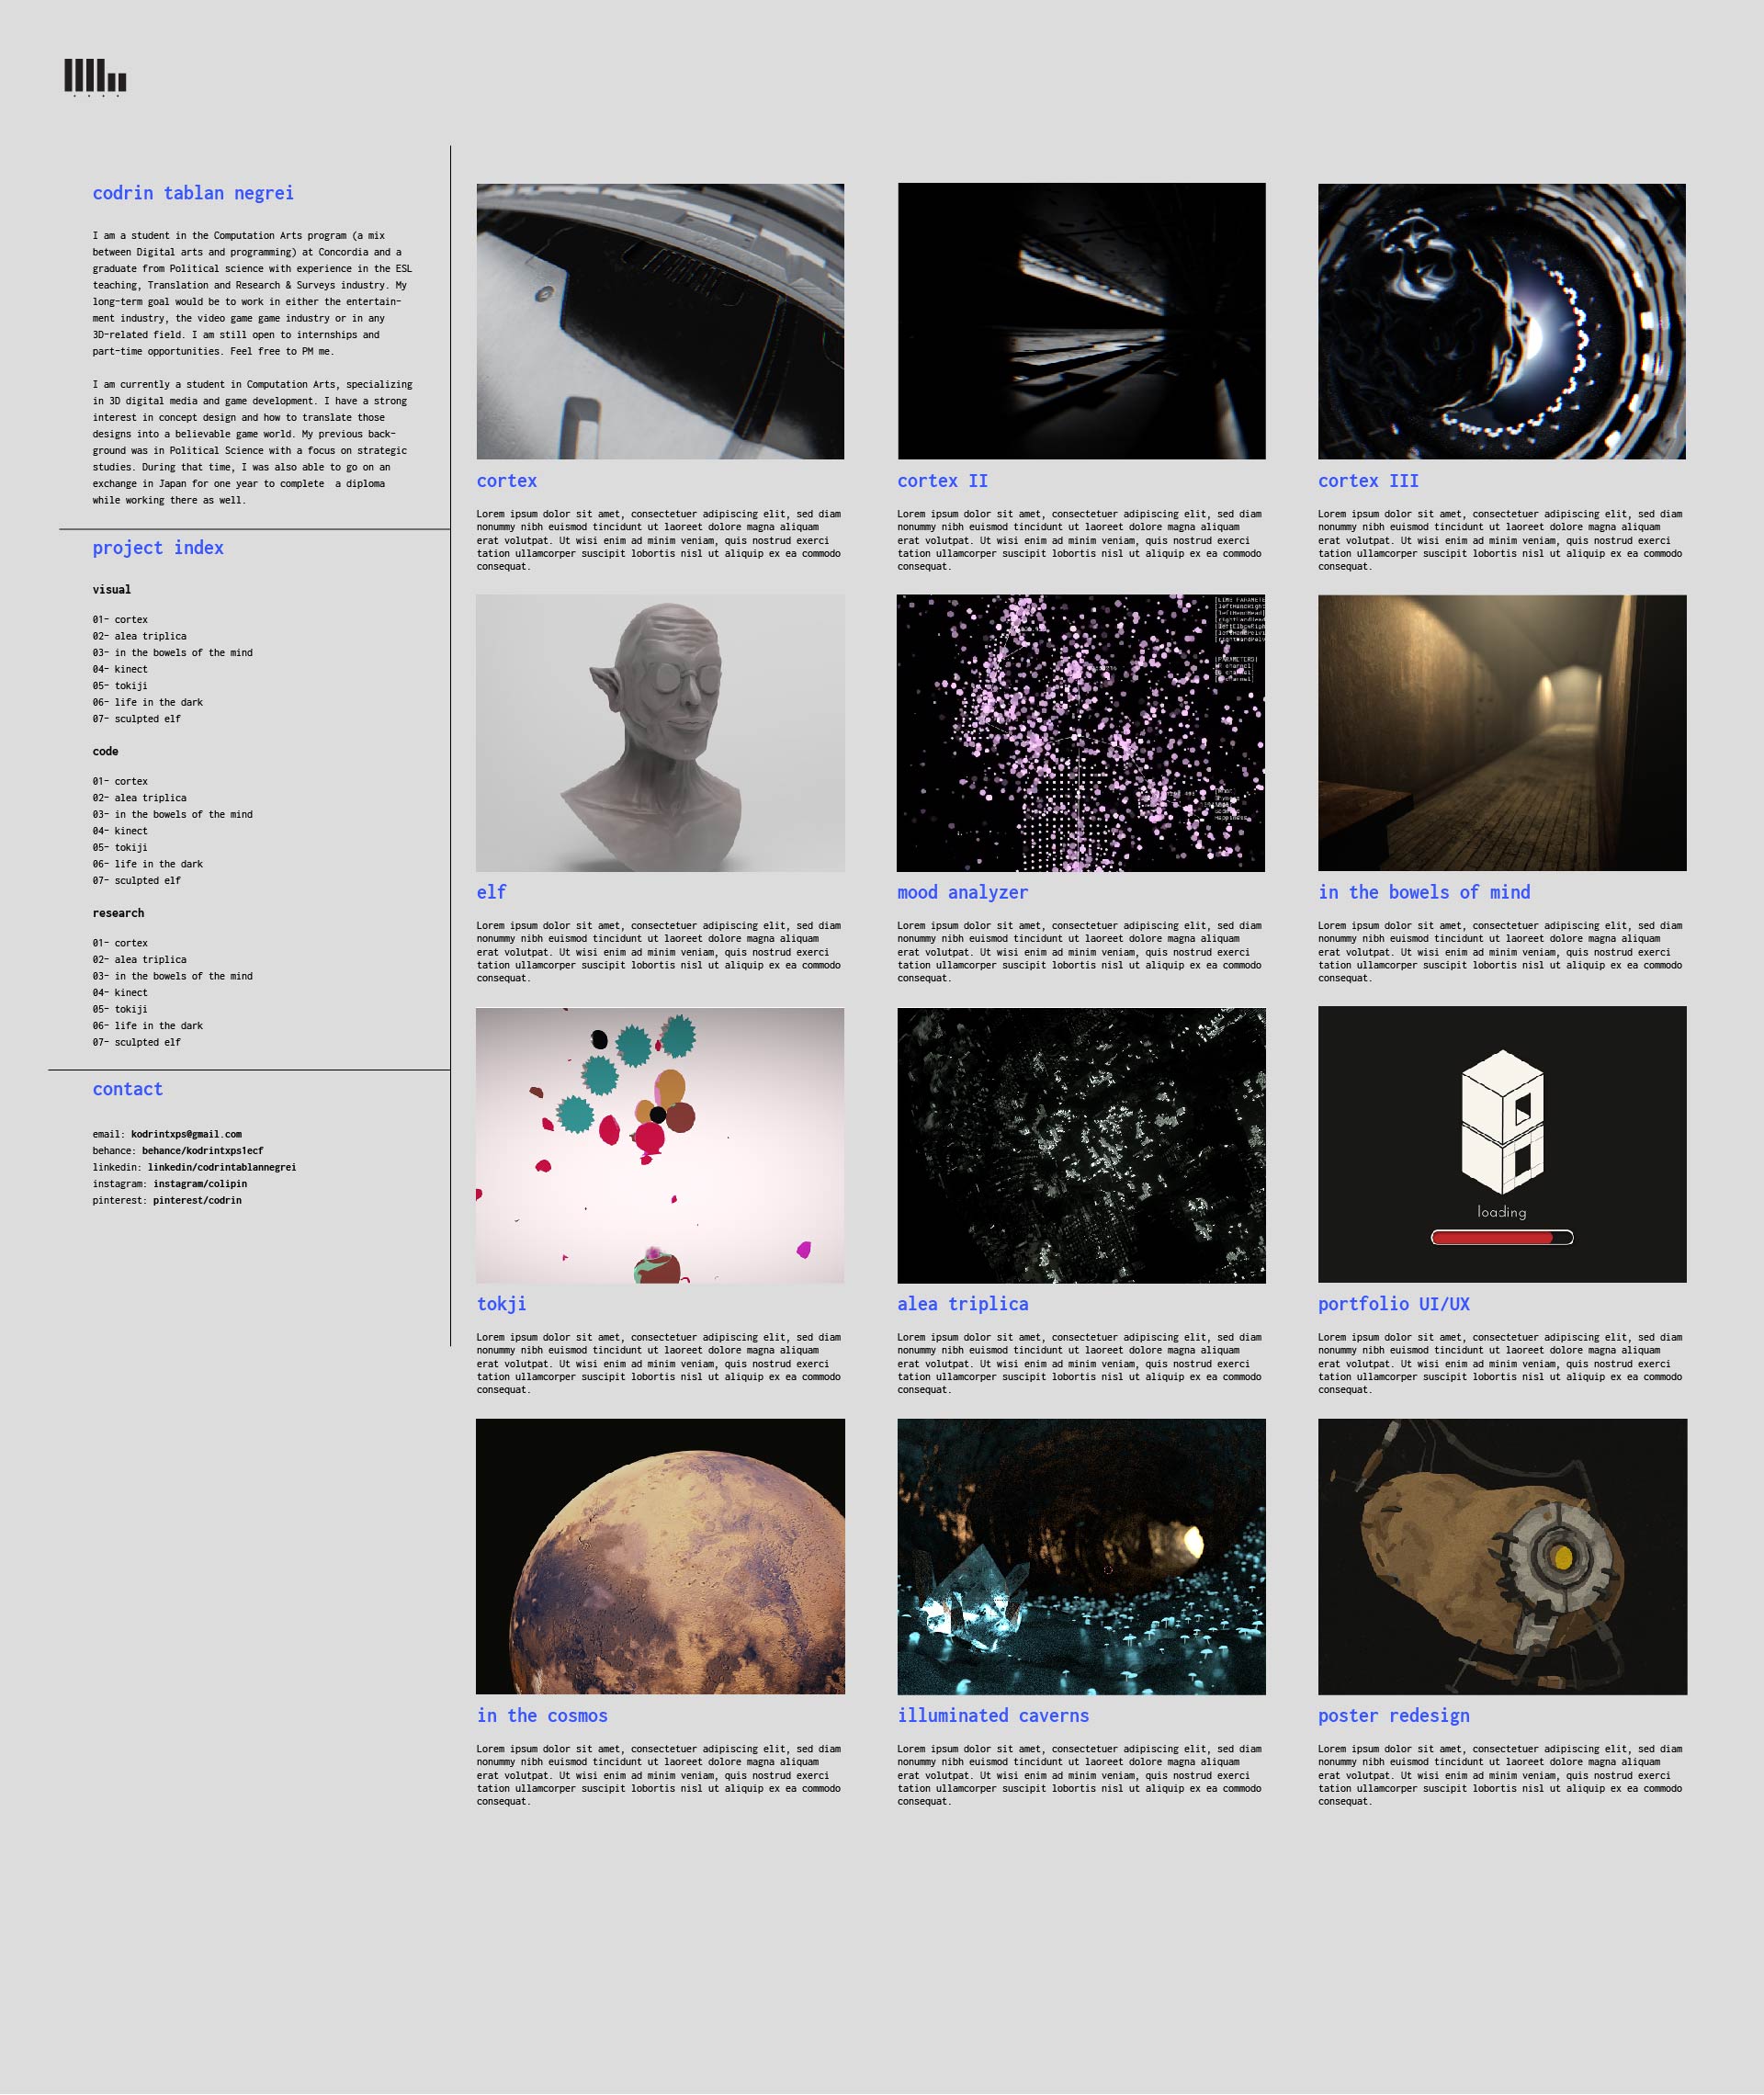 codrin tablan negrei
I am a student in the Computation Arts program (a mix
between Digital arts and programming) at Concordia and a
graduate from Political science with experience in the ESL
teaching, Translation and Research & Surveys industry. My
long-term goal would be to work in either the entertain-
ment industry, the video game game industry or in any
3D-related field. I am still open to internships and
part-time opportunities. Feel free to PM me.
I am currently a student in Computation Arts, specializing
in 3D digital media and game development. I have a strong
interest in concept design and how to translate those
designs into a believable game world. My previous back-
ground was in Political Science with a focus on strategic
studies. During that time, I was also able to go on an
exchange in Japan for one year to complete  a diploma
while working there as well.
project index
visual
01- cortex
02- alea triplica
03- in the bowels of the mind
04- kinect
05- tokiji
06- life in the dark
07- sculpted elf
code
01- cortex
02- alea triplica
03- in the bowels of the mind
04- kinect
05- tokiji
06- life in the dark
07- sculpted elf
research
01- cortex
02- alea triplica
03- in the bowels of the mind
04- kinect
05- tokiji
06- life in the dark
07- sculpted elf
contact
email: kodrintxps@gmail.com
behance: behance/kodrintxps1ecf
linkedin: linkedin/codrintablannegrei
instagram: instagram/colipin
pinterest: pinterest/codrin
cortex
Lorem ipsum dolor sit amet, consectetuer adipiscing elit, sed diam
nonummy nibh euismod tincidunt ut laoreet dolore magna aliquam
erat volutpat. Ut wisi enim ad minim veniam, quis nostrud exerci
tation ullamcorper suscipit lobortis nisl ut aliquip ex ea commodo
consequat.
cortex II
Lorem ipsum dolor sit amet, consectetuer adipiscing elit, sed diam
nonummy nibh euismod tincidunt ut laoreet dolore magna aliquam
erat volutpat. Ut wisi enim ad minim veniam, quis nostrud exerci
tation ullamcorper suscipit lobortis nisl ut aliquip ex ea commodo
consequat.
cortex III
Lorem ipsum dolor sit amet, consectetuer adipiscing elit, sed diam
nonummy nibh euismod tincidunt ut laoreet dolore magna aliquam
erat volutpat. Ut wisi enim ad minim veniam, quis nostrud exerci
tation ullamcorper suscipit lobortis nisl ut aliquip ex ea commodo
consequat.
elf
Lorem ipsum dolor sit amet, consectetuer adipiscing elit, sed diam
nonummy nibh euismod tincidunt ut laoreet dolore magna aliquam
erat volutpat. Ut wisi enim ad minim veniam, quis nostrud exerci
tation ullamcorper suscipit lobortis nisl ut aliquip ex ea commodo
consequat.
[PARAMETERS]
mood analyzer
Lorem ipsum dolor sit amet, consectetuer adipiscing elit, sed diam
nonummy nibh euismod tincidunt ut laoreet dolore magna aliquam
erat volutpat. Ut wisi enim ad minim veniam, quis nostrud exerci
tation ullamcorper suscipit lobortis nisl ut aliquip ex ea commodo
consequat.
in the bowels of mind
Lorem ipsum dolor sit amet, consectetuer adipiscing elit, sed diam
nonummy nibh euismod tincidunt ut laoreet dolore magna aliquam
erat volutpat. Ut wisi enim ad minim veniam, quis nostrud exerci
tation ullamcorper suscipit lobortis nisl ut aliquip ex ea commodo
consequat.
tokji
Lorem ipsum dolor sit amet, consectetuer adipiscing elit, sed diam
nonummy nibh euismod tincidunt ut laoreet dolore magna aliquam
erat volutpat. Ut wisi enim ad minim veniam, quis nostrud exerci
tation ullamcorper suscipit lobortis nisl ut aliquip ex ea commodo
consequat.
alea triplica
Lorem ipsum dolor sit amet, consectetuer adipiscing elit, sed diam
nonummy nibh euismod tincidunt ut laoreet dolore magna aliquam
erat volutpat. Ut wisi enim ad minim veniam, quis nostrud exerci
tation ullamcorper suscipit lobortis nisl ut aliquip ex ea commodo
consequat.
loading
portfolio UI/UX
Lorem ipsum dolor sit amet, consectetuer adipiscing elit, sed diam
nonummy nibh euismod tincidunt ut laoreet dolore magna aliquam
erat volutpat. Ut wisi enim ad minim veniam, quis nostrud exerci
tation ullamcorper suscipit lobortis nisl ut aliquip ex ea commodo
consequat.
in the cosmos
Lorem ipsum dolor sit amet, consectetuer adipiscing elit, sed diam
nonummy nibh euismod tincidunt ut laoreet dolore magna aliquam
erat volutpat. Ut wisi enim ad minim veniam, quis nostrud exerci
tation ullamcorper suscipit lobortis nisl ut aliquip ex ea commodo
consequat.
illuminated caverns
Lorem ipsum dolor sit amet, consectetuer adipiscing elit, sed diam
nonummy nibh euismod tincidunt ut laoreet dolore magna aliquam
erat volutpat. Ut wisi enim ad minim veniam, quis nostrud exerci
tation ullamcorper suscipit lobortis nisl ut aliquip ex ea commodo
consequat.
poster redesign
Lorem ipsum dolor sit amet, consectetuer adipiscing elit, sed diam
nonummy nibh euismod tincidunt ut laoreet dolore magna aliquam
erat volutpat. Ut wisi enim ad minim veniam, quis nostrud exerci
tation ullamcorper suscipit lobortis nisl ut aliquip ex ea commodo
consequat.